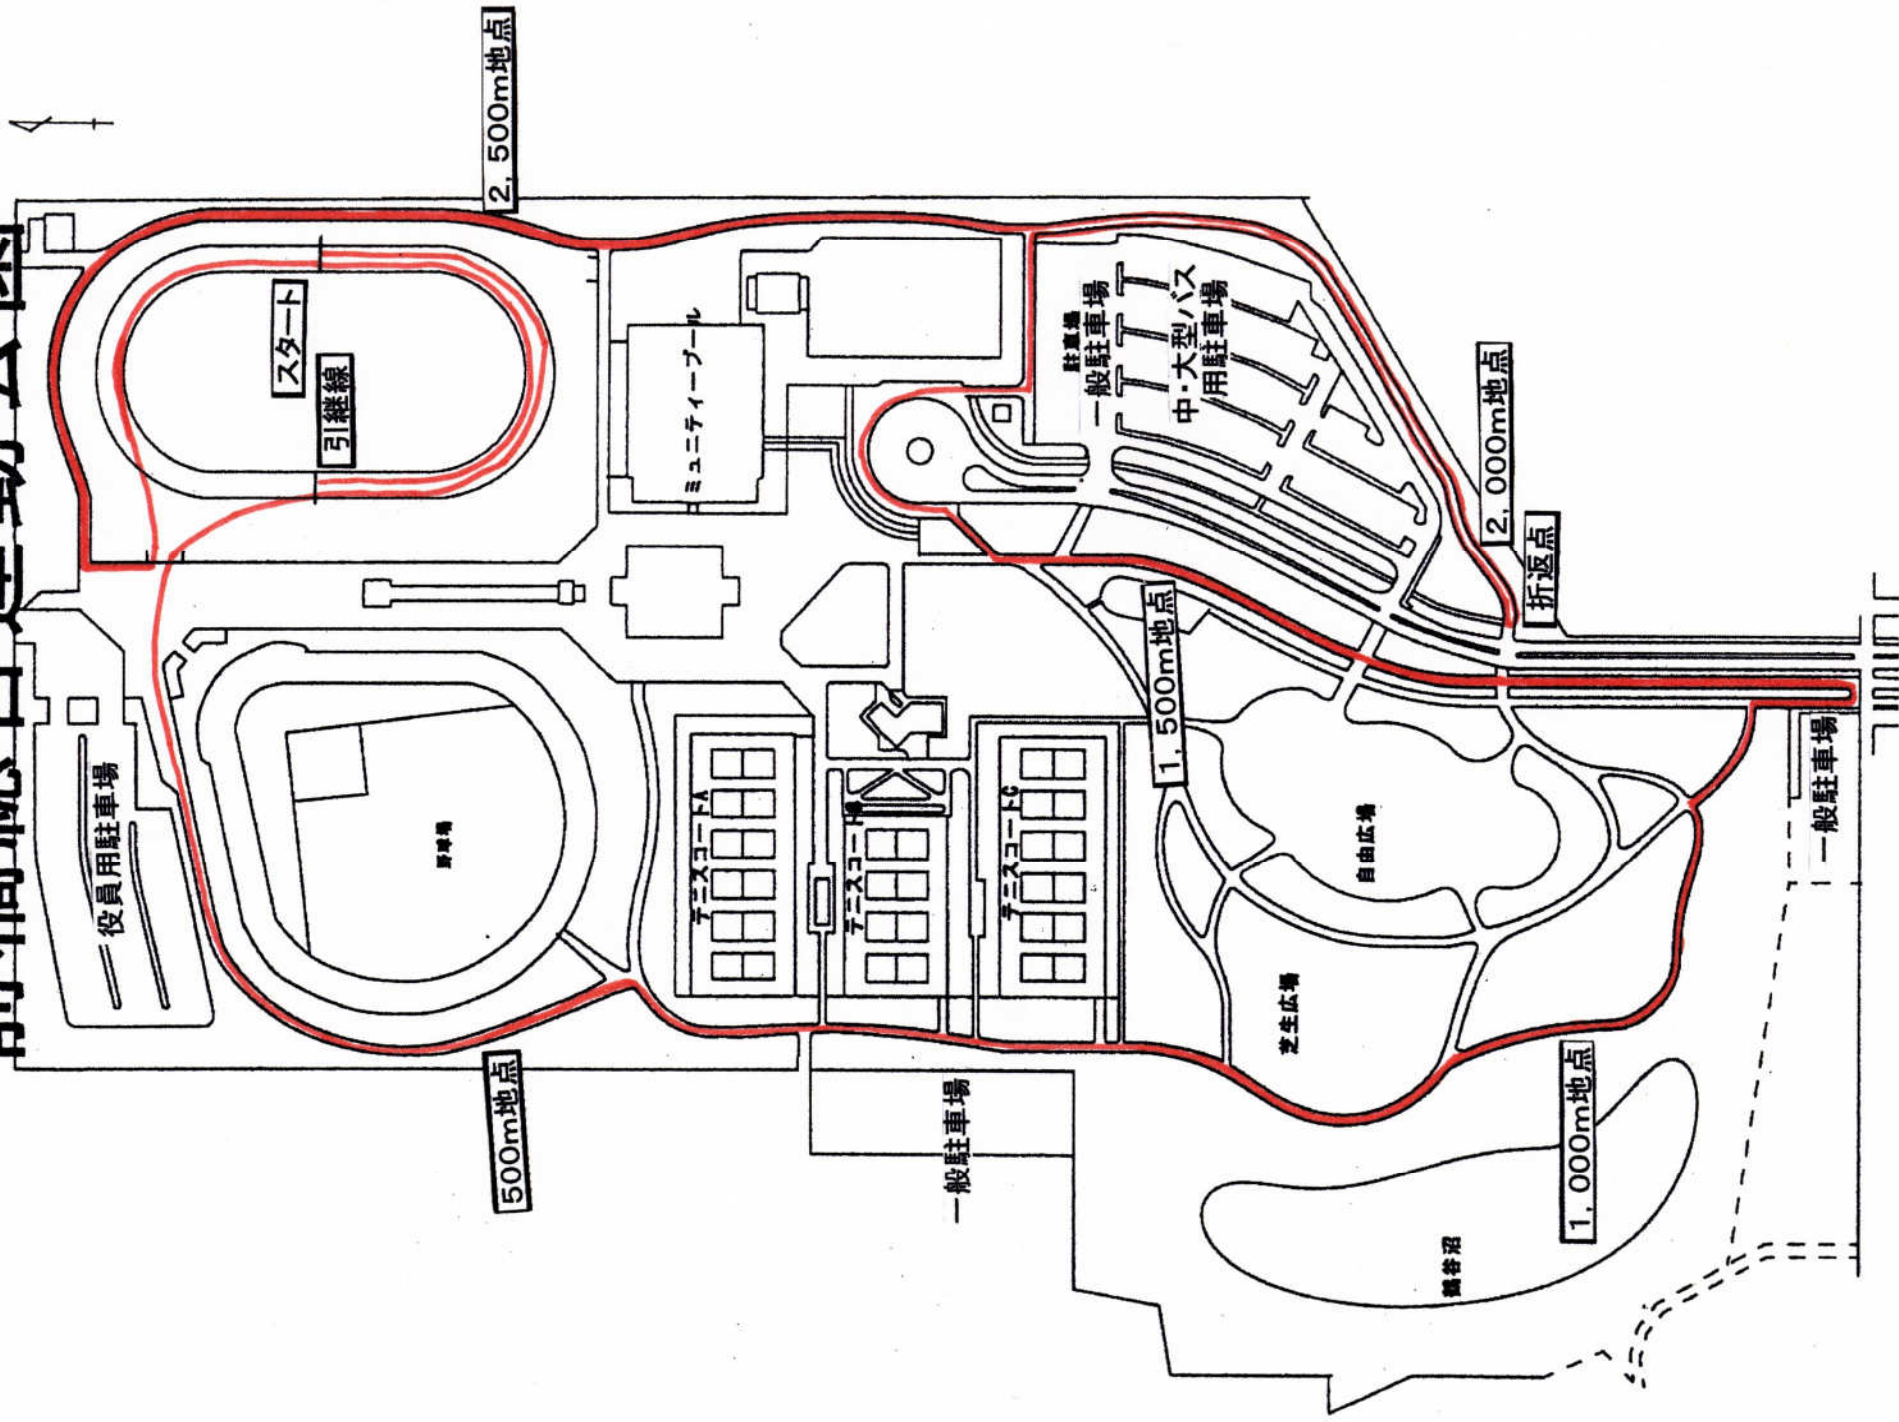 2, 500m地点
スタート
引継線
ミュニティープール
駐車場
一般駐車場
中・大型バス
用駐車場
2, 000m地点
折返点
1, 500m地点
役員用駐車場
野球場
テニスコートA
テニスコート
テニスコートC
自由広場
一般駐車場
芝生広場
500m地点
一般駐車場
1, 000m地点
鶴谷沼